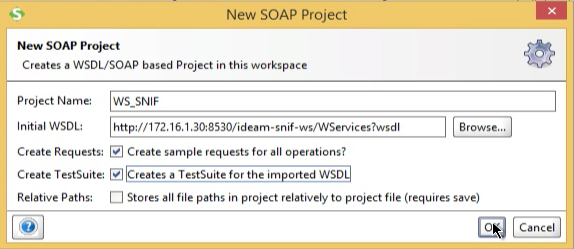 New SOAP Project
New SOAP Project
Creates a WSDL/SOAP based Project in this workspace
Project Name: WS_SNIF
Initial WSDL: http://172.16.1.30:8530/ideam-snif-ws/WServices?wsdl Browse...
Create Requests: Create sample requests for all operations?
Create TestSuite: Creates a TestSuite for the imported WSDL
Relative Paths: Stores all file paths in project relatively to project file (requires save)
? OK Cancel